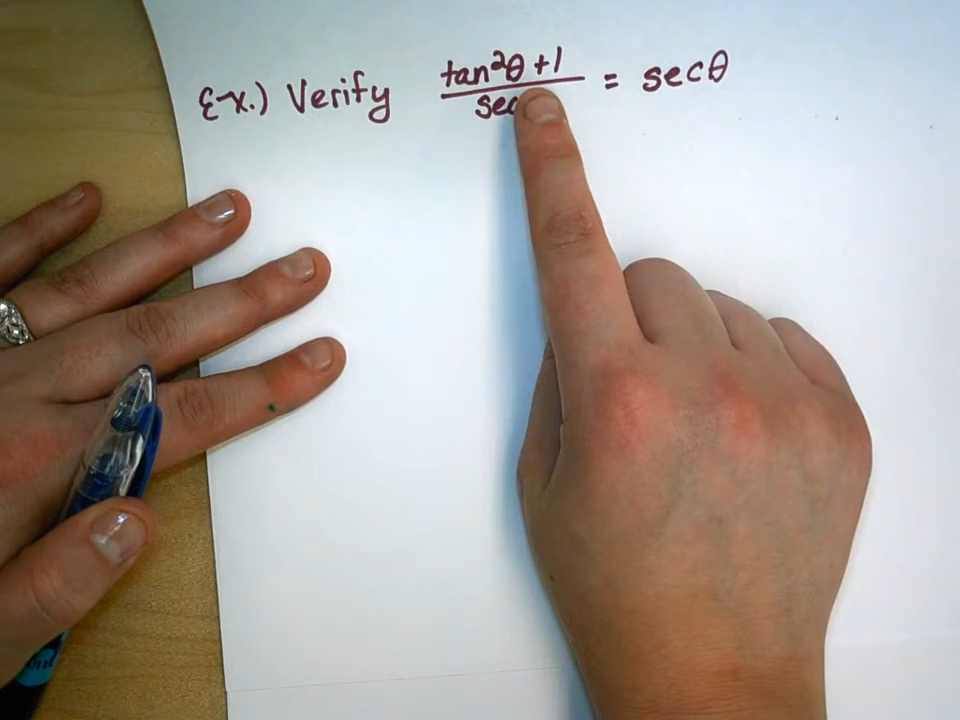 Ex.) Verify tan²θ +1 / sec = secθ